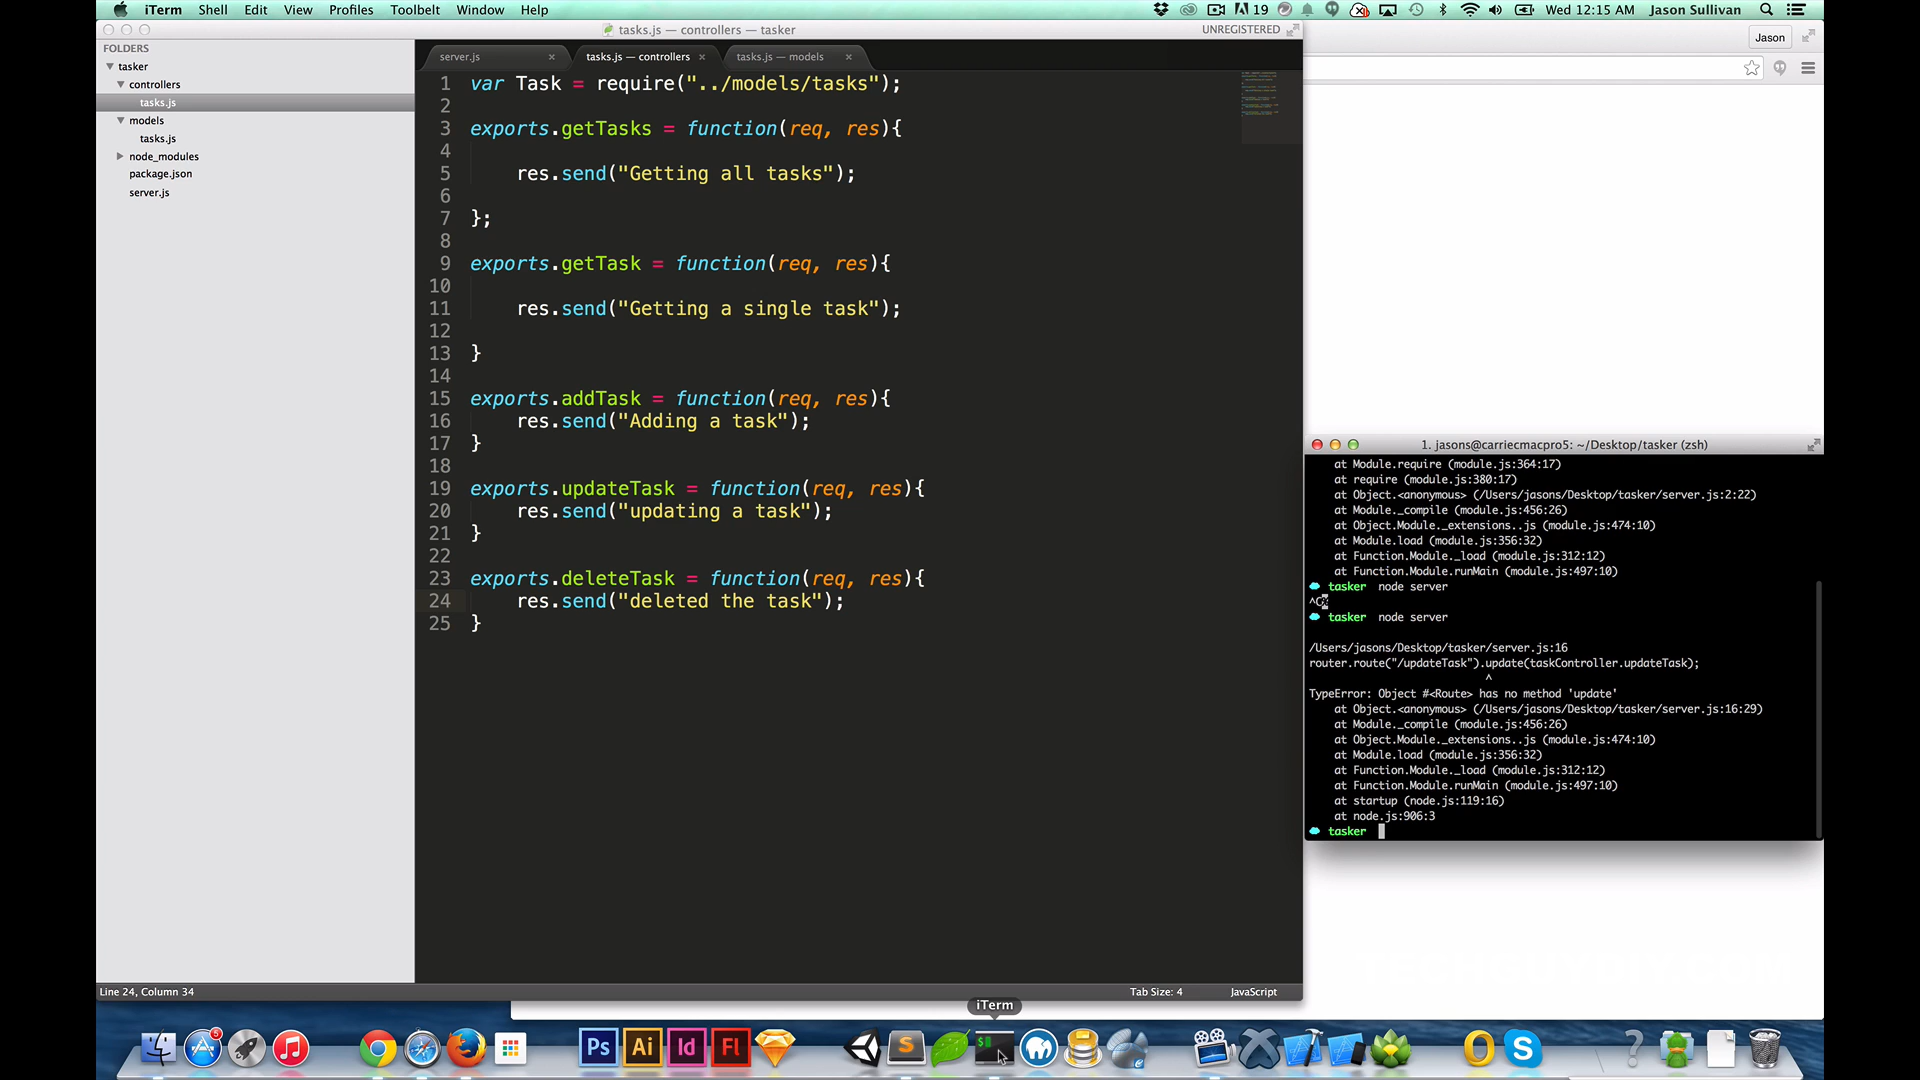 iTerm Shell Edit View Profiles Toolbelt Window Help
19 Wed 12:15 AM Jason Sullivan
tasks.js — controllers — tasker
UNREGISTERED
Jason
FOLDERS
tasker
controllers
tasks.js
models
tasks.js
node_modules
package.json
server.js
server.js × tasks.js — controllers × tasks.js — models ×
1 var Task = require("../models/tasks");
2
3 exports.getTasks = function(req, res){
4
5 res.send("Getting all tasks");
6
7 };
8
9 exports.getTask = function(req, res){
10
11 res.send("Getting a single task");
12
13 }
14
15 exports.addTask = function(req, res){
16 res.send("Adding a task");
17 }
18
19 exports.updateTask = function(req, res){
20 res.send("updating a task");
21 }
22
23 exports.deleteTask = function(req, res){
24 res.send("deleted the task");
25 }
1. jasons@carriecmacpro5: ~/Desktop/tasker (zsh)
at Module.require (module.js:364:17)
at require (module.js:380:17)
at Object.<anonymous> (/Users/jasons/Desktop/tasker/server.js:2:22)
at Module._compile (module.js:456:26)
at Object.Module._extensions..js (module.js:474:10)
at Module.load (module.js:356:32)
at Function.Module._load (module.js:312:12)
at Function.Module.runMain (module.js:497:10)
tasker node server
^C
tasker node server
/Users/jasons/Desktop/tasker/server.js:16
router.route("/updateTask").update(taskController.updateTask);
^
TypeError: Object #<Route> has no method 'update'
at Object.<anonymous> (/Users/jasons/Desktop/tasker/server.js:16:29)
at Module._compile (module.js:456:26)
at Object.Module._extensions..js (module.js:474:10)
at Module.load (module.js:356:32)
at Function.Module._load (module.js:312:12)
at Function.Module.runMain (module.js:497:10)
at startup (node.js:119:16)
at node.js:906:3
tasker
Line 24, Column 34
Tab Size: 4 JavaScript
iTerm
5
Ps Ai Id Fl